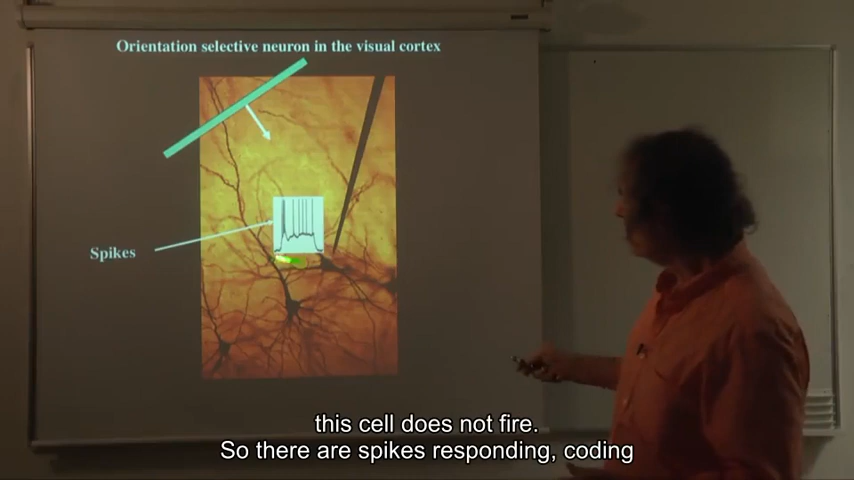 Orientation selective neuron in the visual cortex
Spikes
this cell does not fire.
So there are spikes responding, coding